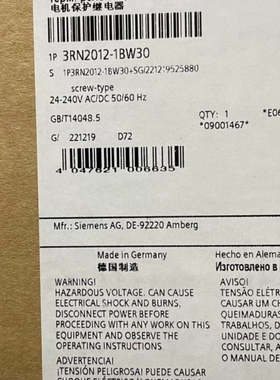 电机保护继电器
1P 3RN2012-1BW30
S 1P3RN2012-1BW30+SG/221219525880
screw-type
24-240V AC/DC 50/60 Hz
GB/T14048.5
QTY: 1 *E06
*09001467*
G/ 221219 D72
4 047621 008635
Mfr.: Siemens AG, DE-92220 Amberg
Made in Germany
德国制造
Hecho en Alema
Изготовлено в
WARNING!
HAZARDOUS VOLTAGE. CAN CAUSE
ELECTRICAL SHOCK AND BURNS.
DISCONNECT POWER BEFORE
PROCEEDING WITH ANY WORK ON THIS
EQUIPMENT AND OBSERVE THE
OPERATING INSTRUCTIONS.
AVISO!
TENSÃO ELÉTR
CAUSAR UM CH
QUEIMADURAS
TRABALHOS, D
UNIDADE E DO
CONSULTAR, A
O MANUAL DE
ADVERTENCIA!
¡TENSIÓN PELIGROSA! PUEDE CAUSAR